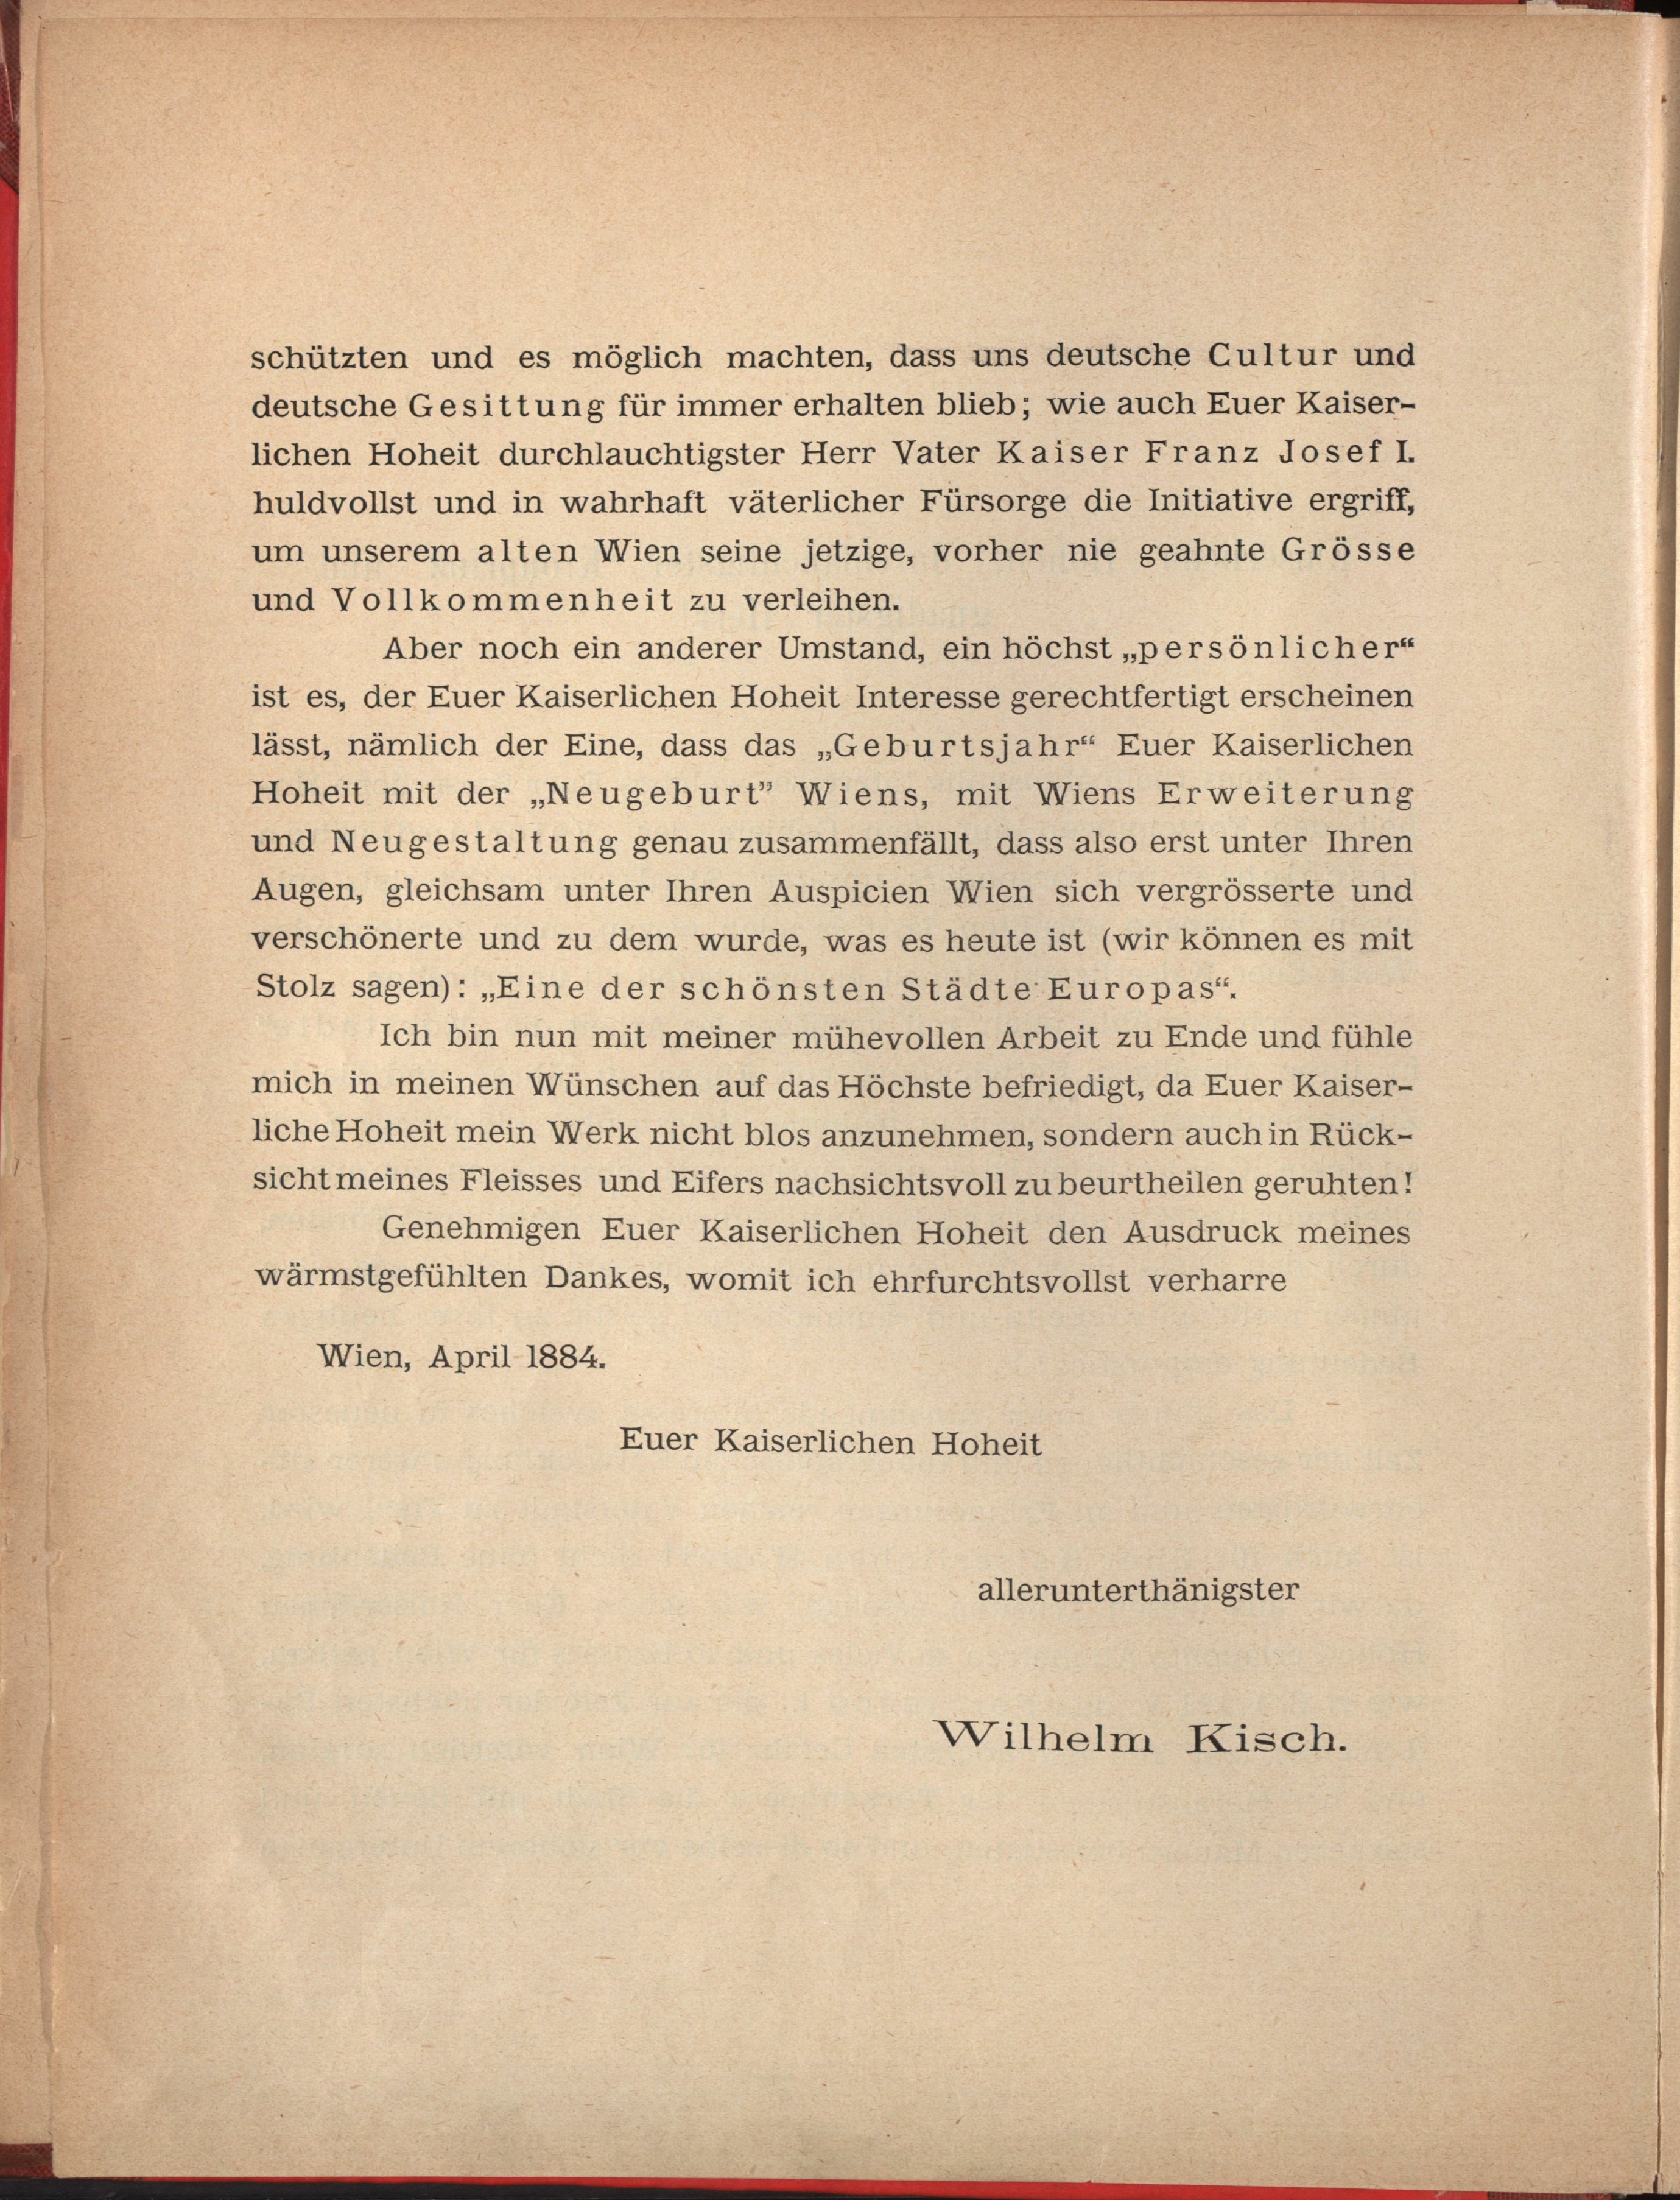 schützten und es möglich machten, dass uns deutsche Cultur und
deutsche Gesittung für immer erhalten blieb; wie auch Euer Kaiser-
lichen Hoheit durchlauchtigster Herr Vater Kaiser Franz Josef I.
huldvollst und in wahrhaft väterlicher Fürsorge die Initiative ergriff,
um unserem alten Wien seine jetzige, vorher nie geahnte Grösse
und Vollkommenheit zu verleihen.
Aber noch ein anderer Umstand, ein höchst „persönlicher“
ist es, der Euer Kaiserlichen Hoheit Interesse gerechtfertigt erscheinen
lässt, nämlich der Eine, dass das „Geburtsjahr“ Euer Kaiserlichen
Hoheit mit der „Neugeburt” Wiens, mit Wiens Erweiterung
und Neugestaltung genau zusammenfällt, dass also erst unter Ihren
Augen, gleichsam unter Ihren Auspicien Wien sich vergrösserte und
verschönerte und zu dem wurde, was es heute ist (wir können es mit
Stolz sagen): „Eine der schönsten Städte Europas“.
Ich bin nun mit meiner mühevollen Arbeit zu Ende und fühle
mich in meinen Wünschen auf das Höchste befriedigt, da Euer Kaiser-
liche Hoheit mein Werk nicht blos anzunehmen, sondern auch in Rück-
sicht meines Fleisses und Eifers nachsichtsvoll zu beurtheilen geruhten!
Genehmigen Euer Kaiserlichen Hoheit den Ausdruck meines
wärmstgefühlten Dankes, womit ich ehrfurchtsvollst verharre
Wien, April 1884.
Euer Kaiserlichen Hoheit
allerunterthänigster
Wilhelm Kisch.